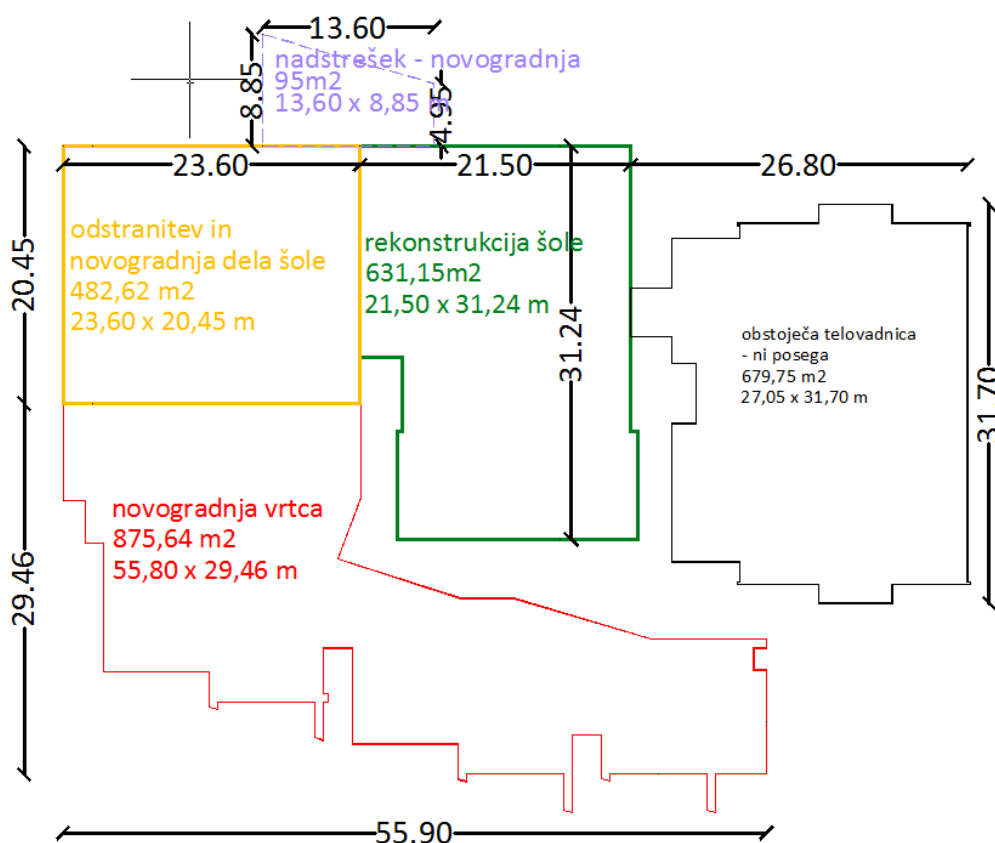 13.60
nadstrešek - novogradnja
95m2
13,60 x 8,85 m
8.85
4.95
23.60
21.50
26.80
20.45
odstranitev in
novogradnja dela šole
482,62 m2
23,60 x 20,45 m
rekonstrukcija šole
631,15m2
21,50 x 31,24 m
31.24
obstoječa telovadnica
- ni posega
679,75 m2
27,05 x 31,70 m
31.70
novogradnja vrtca
875,64 m2
55,80 x 29,46 m
29.46
55.90